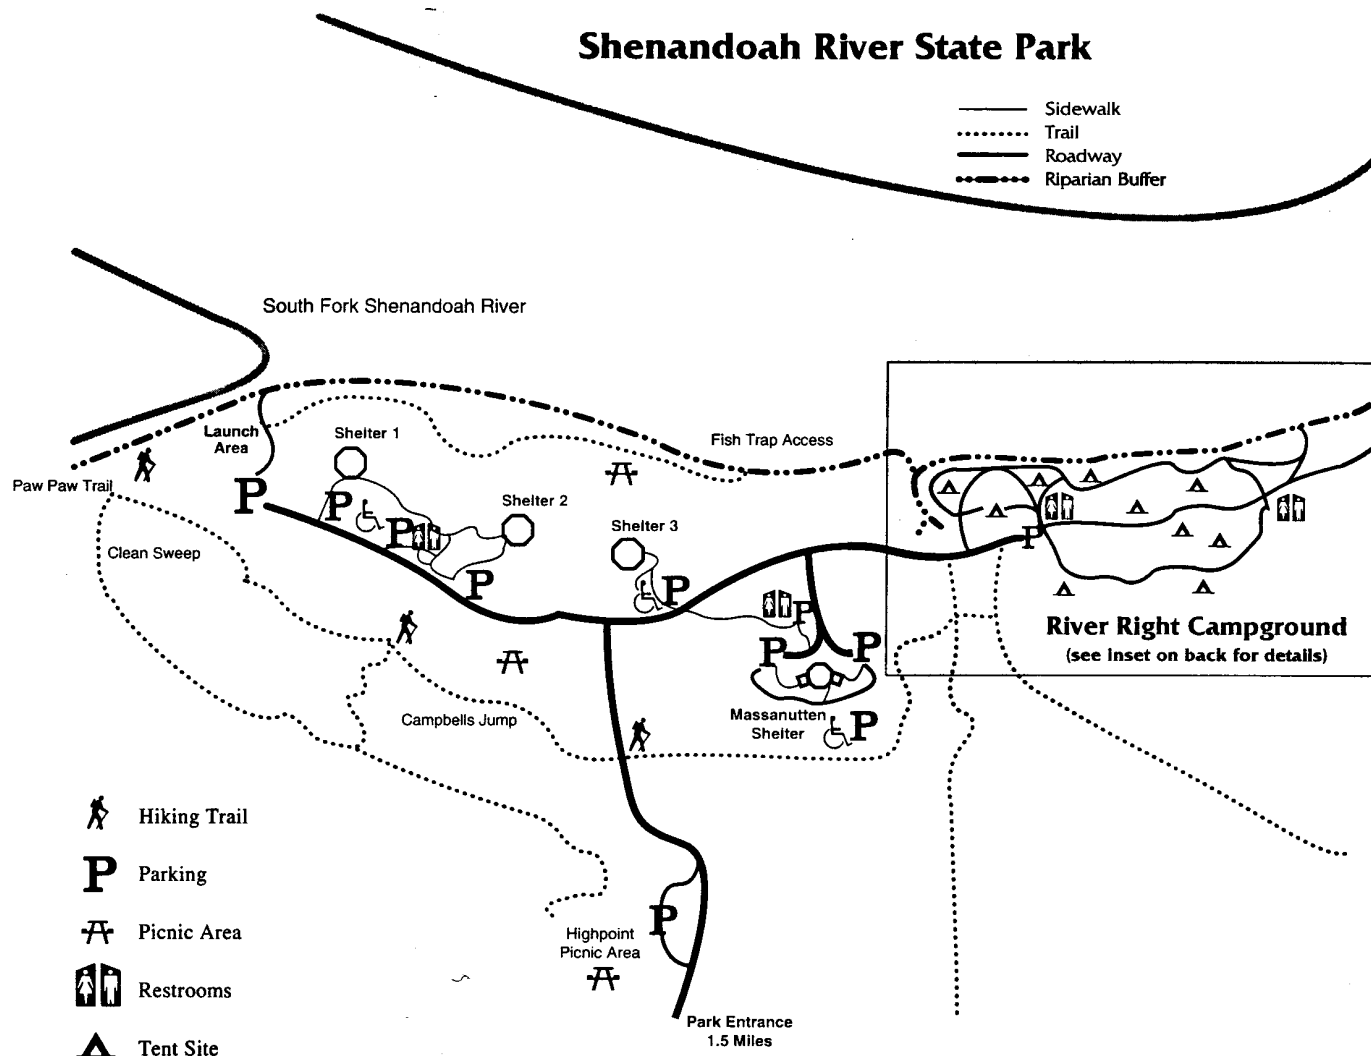 Shenandoah River State Park
Sidewalk
Trail
Roadway
Riparian Buffer
South Fork Shenandoah River
Launch
Area
Shelter 1
Fish Trap Access
Paw Paw Trail
P
Shelter 2
P
P
Shelter 3
Clean Sweep
P
P
P
P
P
P
River Right Campground
(see Inset on back for details)
Campbells Jump
Massanutten
Shelter
P
Hiking Trail
P
Parking
P
Picnic Area
Highpoint
Picnic Area
Restrooms
Park Entrance
1.5 Miles
Tent Site